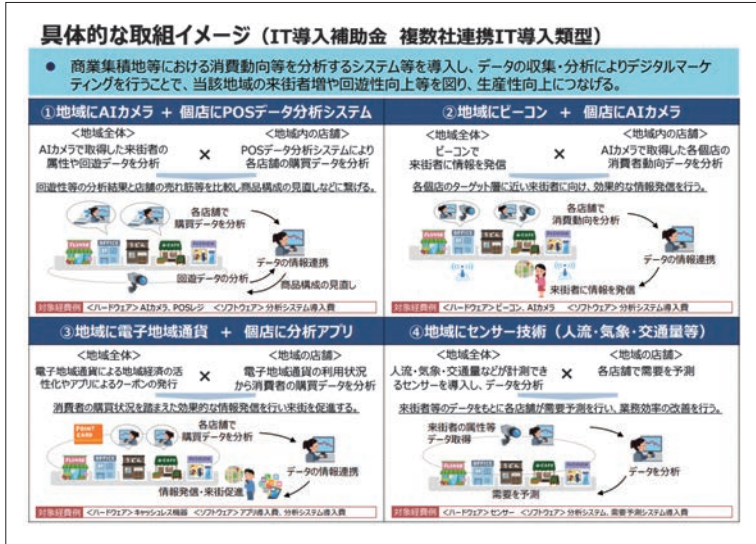 具体的な取組イメージ（IT導入補助金 複数社連携IT導入類型）
● 商業集積地等における消費動向等を分析するシステム等を導入し、データの収集・分析によりデジタルマーケ
ティングを行うことで、当該地域の来街者増や回遊性向上等を図り、生産性向上につなげる。
①地域にAIカメラ ＋ 個店にPOSデータ分析システム
＜地域全体＞
AIカメラで取得した来街者の
属性や回遊データを分析
×
＜地域内の店舗＞
POSデータ分析システムにより
各店舗の購買データを分析
回遊性等の分析結果と店舗の売れ筋等を比較し商品構成の見直しなどに繋げる。
各店舗で
購買データを分析
FLOWER
OFFICE
うどん
CAFE
FASHION
データの情報連携
回遊データの分析
商品構成の見直し
対象経費例 ＜ハードウェア＞AIカメラ、POSレジ ＜ソフトウェア＞分析システム導入費
②地域にビーコン ＋ 個店にAIカメラ
＜地域全体＞
ビーコンで
来街者に情報を発信
×
＜地域内の店舗＞
AIカメラで取得した各個店の
消費者動向データを分析
各個店のターゲット層に近い来街者に向け、効果的な情報発信を行う。
各店舗で
消費動向を分析
FLOWER
OFFICE
うどん
CAFE
FASHION
データの情報連携
来街者に情報を発信
対象経費例 ＜ハードウェア＞ビーコン、AIカメラ ＜ソフトウェア＞分析システム導入費
③地域に電子地域通貨 ＋ 個店に分析アプリ
＜地域全体＞
電子地域通貨による地域経済の活
性化やアプリによるクーポンの発行
×
＜地域の店舗＞
電子地域通貨の利用状況
から消費者の購買データを分析
消費者の購買状況を踏まえた効果的な情報発信を行い来街を促進する。
POINT
CARD
各店舗で
購買データを分析
FLOWER
OFFICE
うどん
CAFE
FASHION
データの情報連携
情報発信・来街促進
対象経費例 ＜ハードウェア＞キャッシュレス機器 ＜ソフトウェア＞アプリ導入費、分析システム導入費
④地域にセンサー技術（人流・気象・交通量等）
＜地域全体＞
人流・気象・交通量などが計測でき
るセンサーを導入し、データを分析
×
＜地域の店舗＞
各店舗で需要を予測
来街者等のデータをもとに各店舗が需要予測を行い、業務効率の改善を行う。
来街者の属性等
データ取得
FLOWER
OFFICE
うどん
CAFE
FASHION
データを分析
需要を予測
対象経費例 ＜ハードウェア＞センサー ＜ソフトウェア＞分析システム、需要予測システム導入費